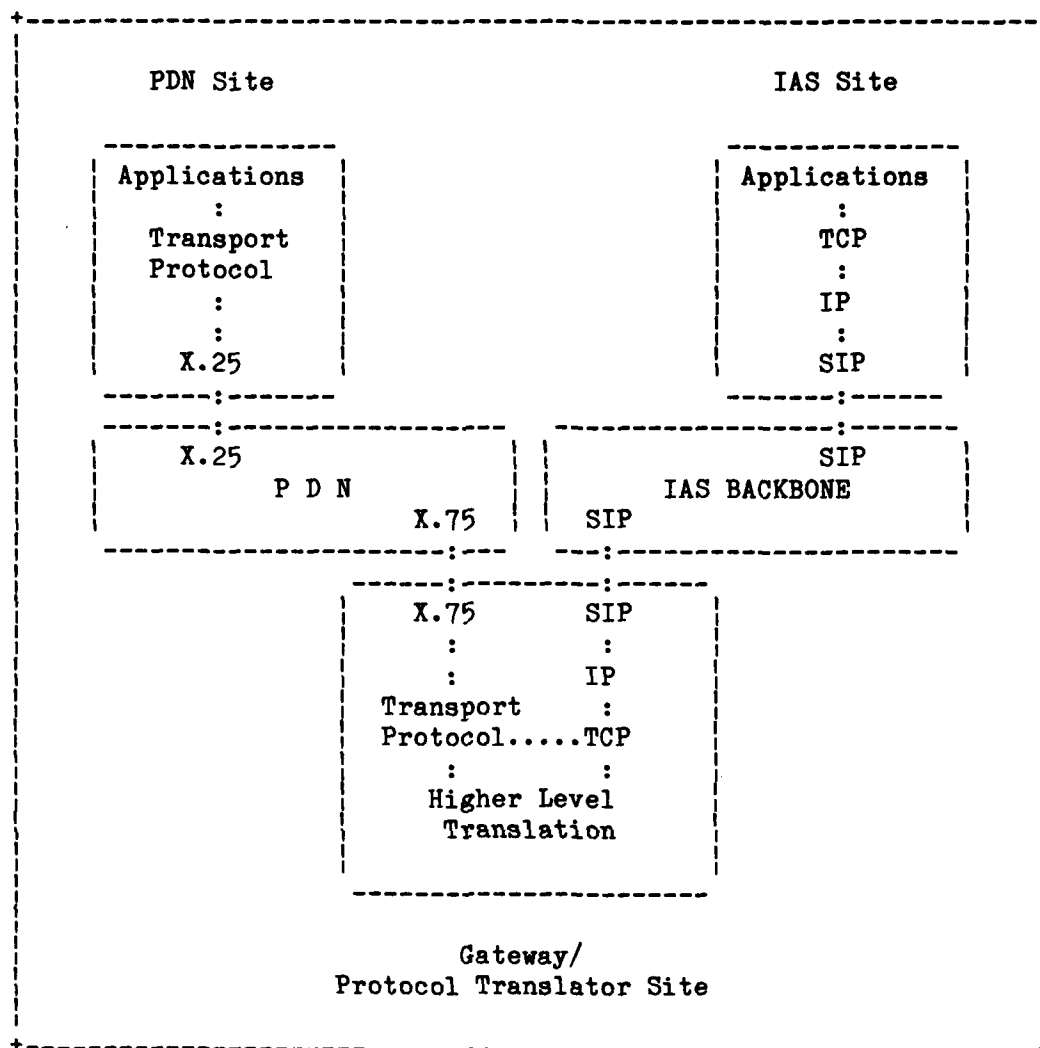 PDN Site IAS Site
Applications Applications
: :
Transport TCP
Protocol :
: IP
: :
X.25 SIP
: :
: :
X.25 SIP
P D N IAS BACKBONE
X.75 SIP
: :
: :
X.75 SIP
: :
: IP
Transport :
Protocol.....TCP
: :
Higher Level
Translation
Gateway/
Protocol Translator Site